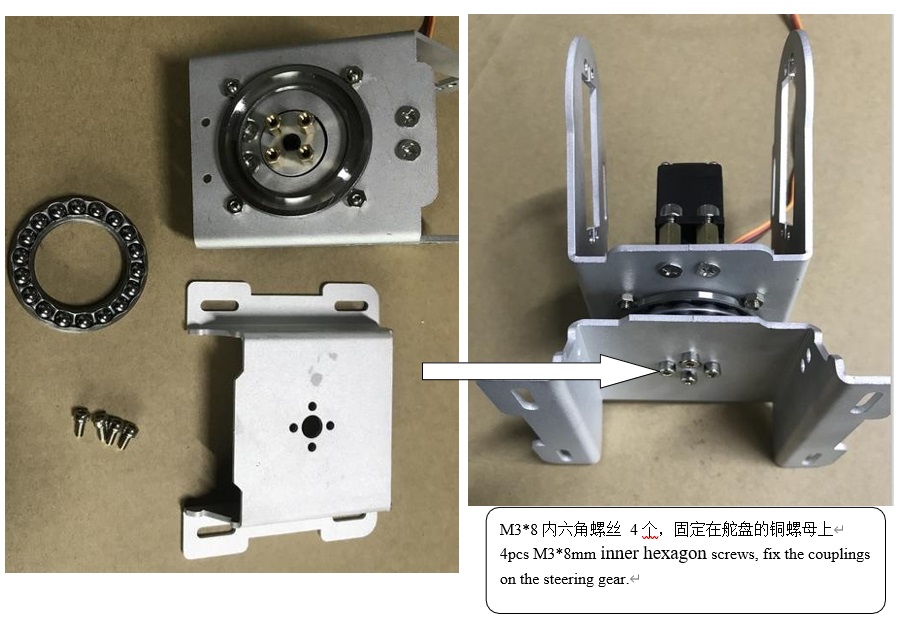 M3*8内六角螺丝 4个，固定在舵盘的铜螺母上
4pcs M3*8mm inner hexagon screws, fix the couplings
on the steering gear.